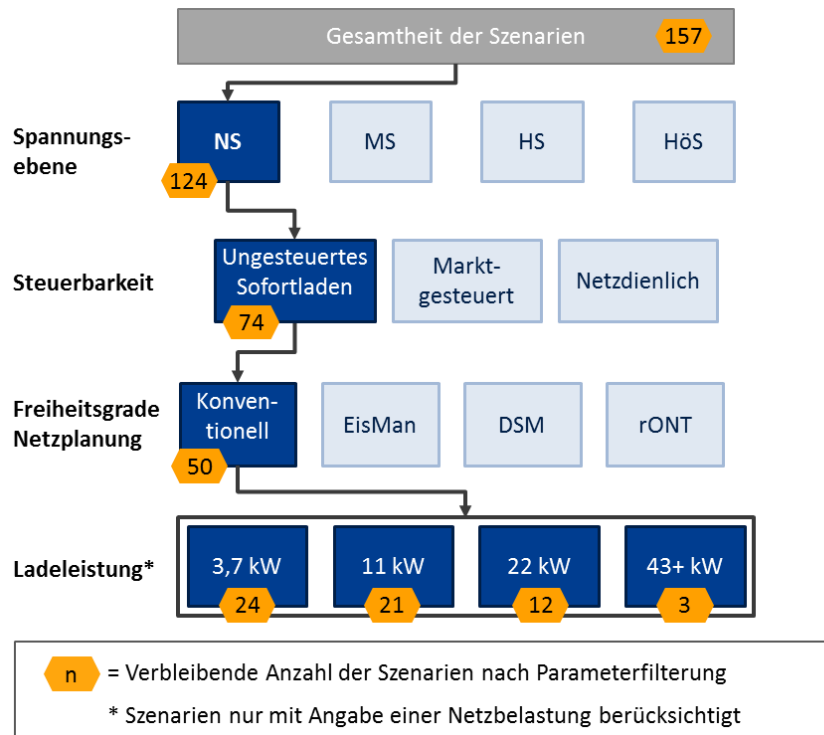 Gesamtheit der Szenarien 157
Spannungs-
ebene
NS MS HS HöS
124
Steuerbarkeit
Ungesteuertes
Sofortladen
Markt-
gesteuert
Netzdienlich
74
Freiheitsgrade
Netzplanung
Konven-
tionell
EisMan DSM rONT
50
Ladeleistung*
3,7 kW 11 kW 22 kW 43+ kW
24 21 12 3
n = Verbleibende Anzahl der Szenarien nach Parameterfilterung
* Szenarien nur mit Angabe einer Netzbelastung berücksichtigt